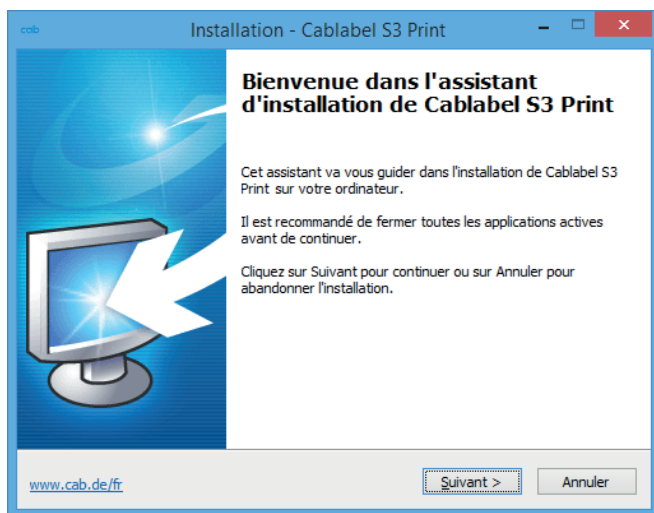 cab
Installation - Cablabel S3 Print
Bienvenue dans l'assistant
d'installation de Cablabel S3 Print
Cet assistant va vous guider dans l'installation de Cablabel S3
Print sur votre ordinateur.
Il est recommandé de fermer toutes les applications actives
avant de continuer.
Cliquez sur Suivant pour continuer ou sur Annuler pour
abandonner l'installation.
www.cab.de/fr
Suivant >
Annuler